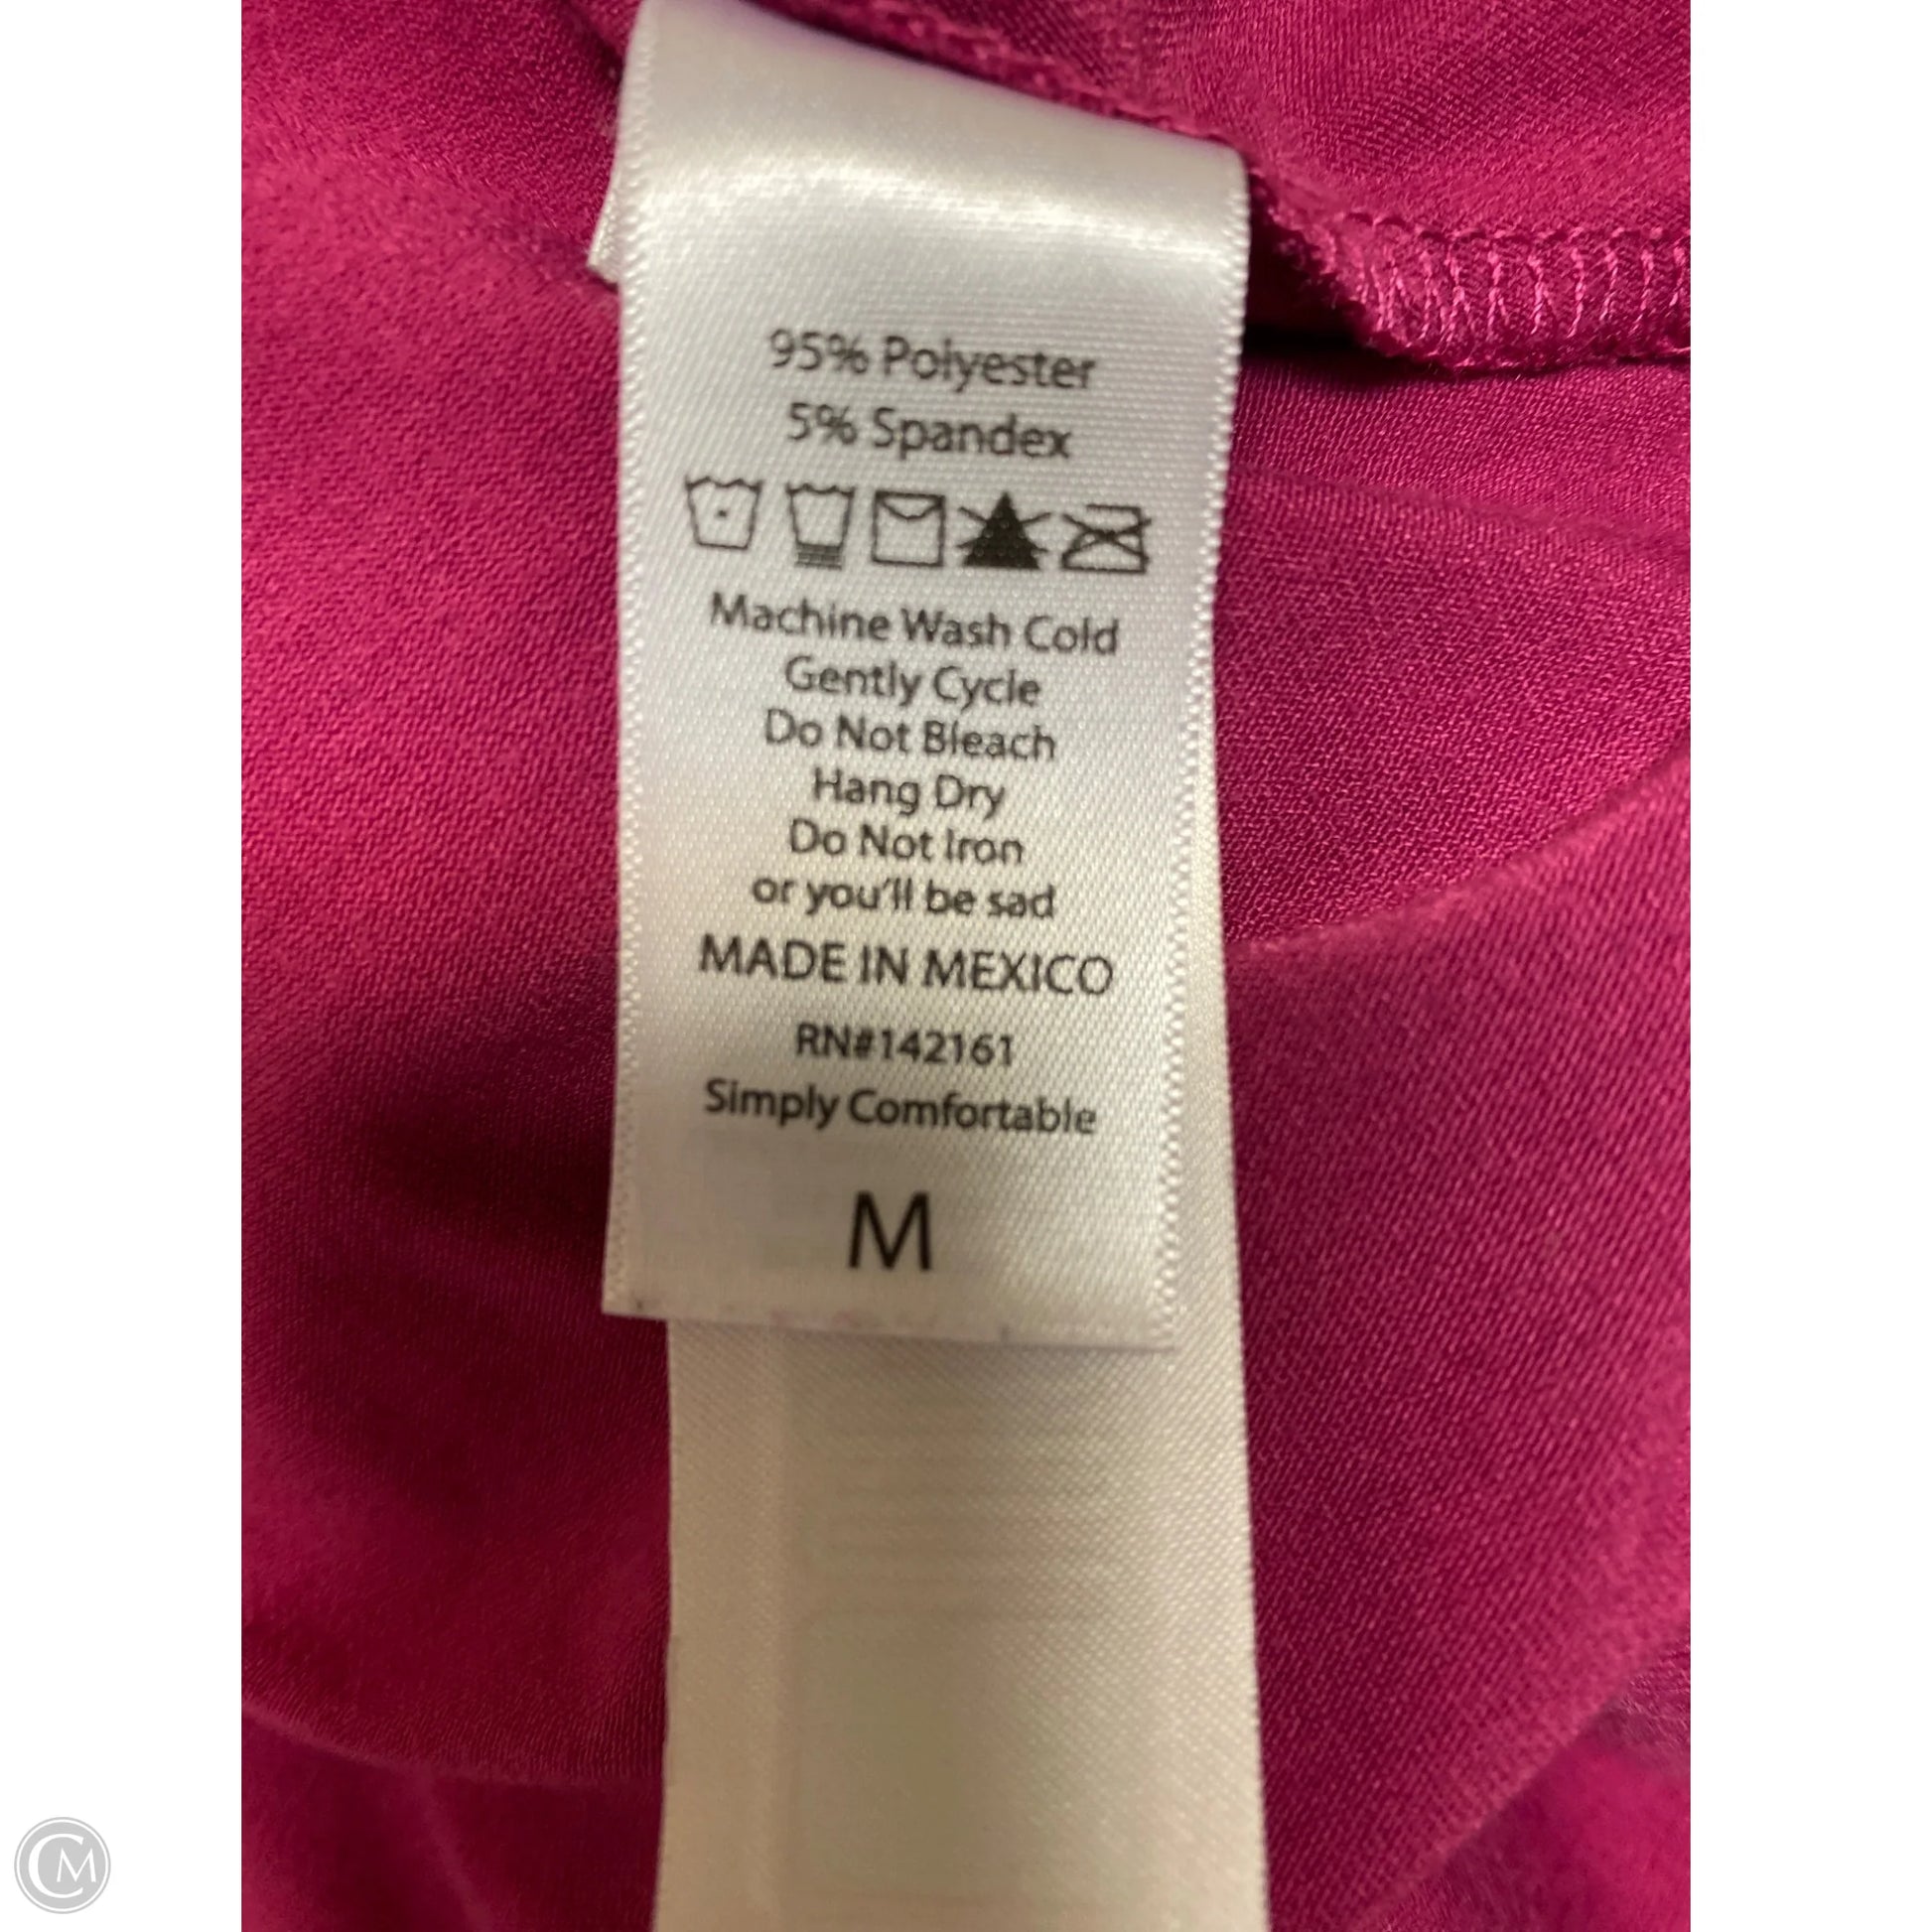 95% Polyester
5% Spandex
Machine Wash Cold
Gently Cycle
Do Not Bleach
Hang Dry
Do Not Iron
or you'll be sad
MADE IN MEXICO
RN#142161
Simply Comfortable
M
CM